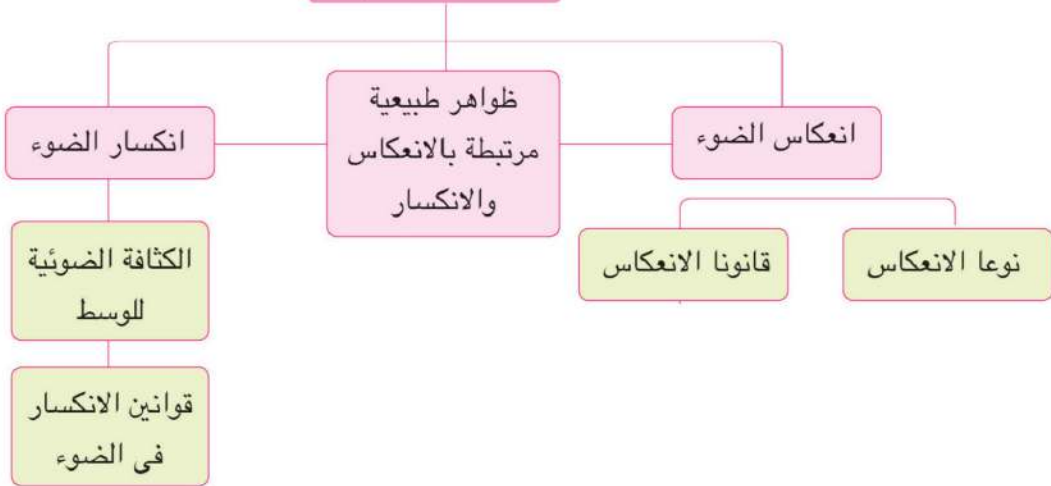 انعكاس الضوء
ظواهر طبيعية
مرتبطة بالانعكاس
والانكسار
انكسار الضوء
نوعا الانعكاس
قانونا الانعكاس
الكثافة الضوئية
للوسط
قوانين الانكسار
فى الضوء